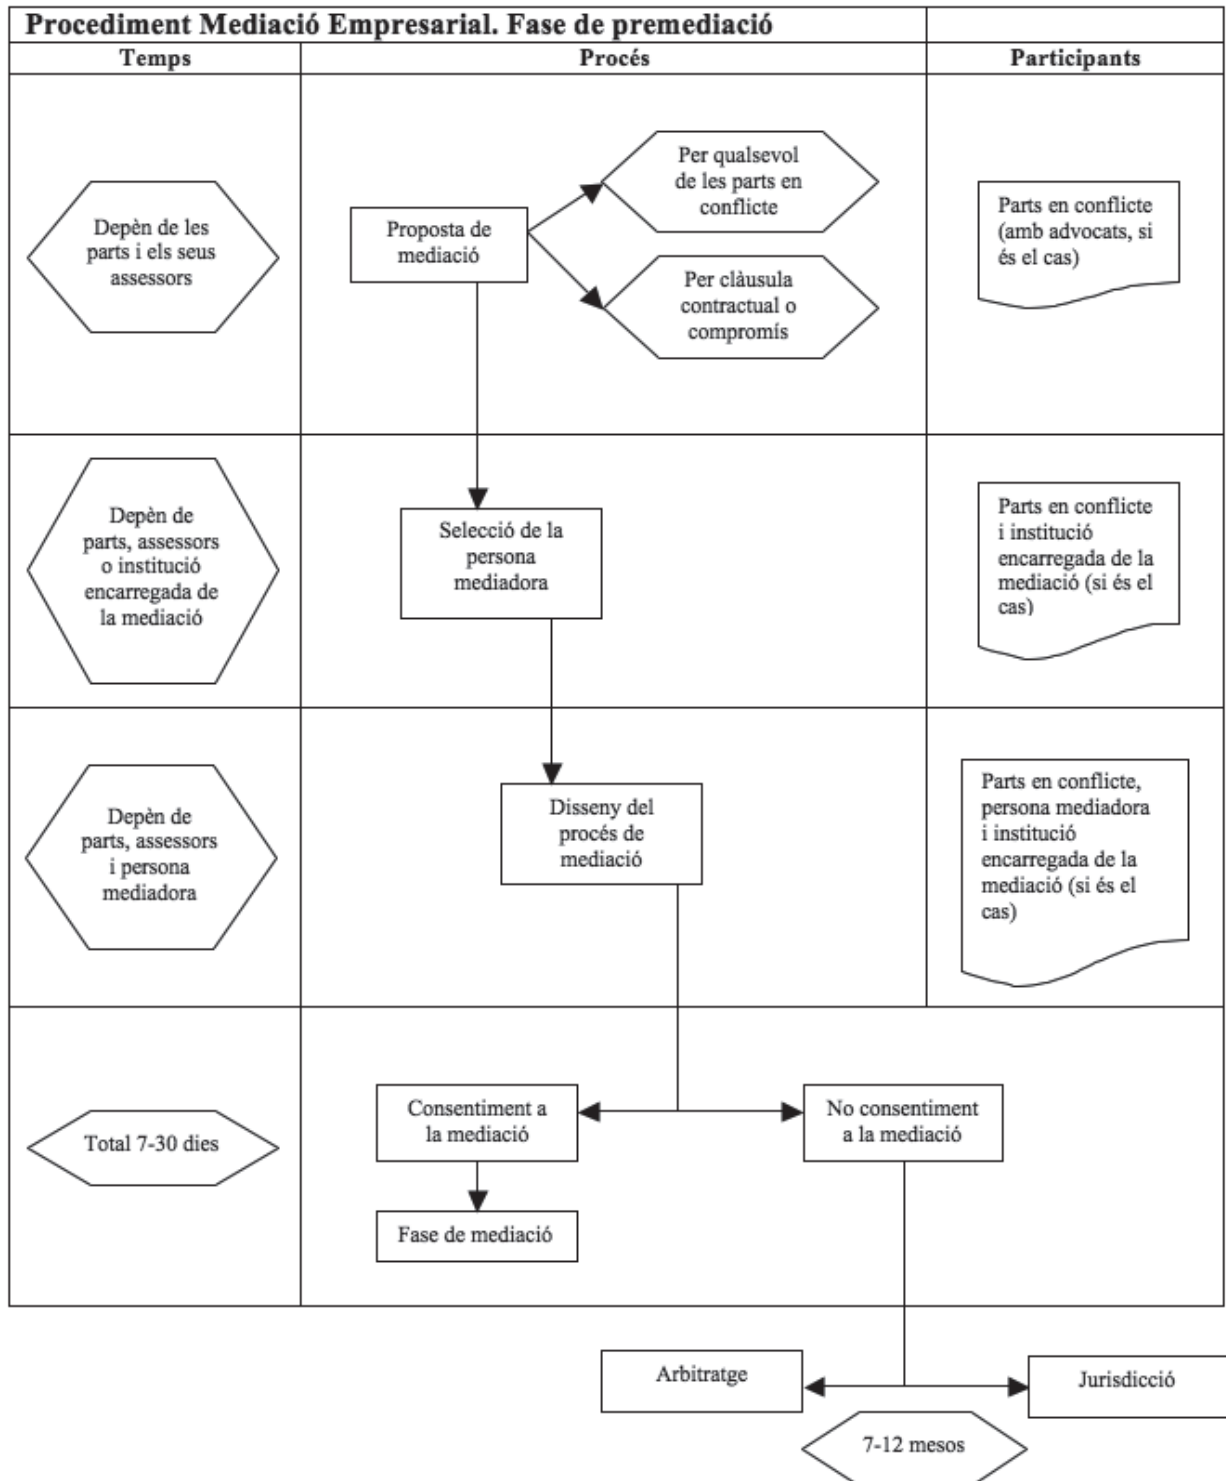 Procediment Mediació Empresarial. Fase de premediació
Temps
Procés
Participants
Depèn de les
parts i els seus
assessors
Proposta de
mediació
Per qualsevol
de les parts en
conflicte
Per clàusula
contractual o
compromís
Parts en conflicte
(amb advocats, si
és el cas)
Depèn de
parts, assessors
o institució
encarregada de
la mediació
Selecció de la
persona
mediadora
Parts en conflicte
i institució
encarregada de la
mediació (si és el
cas)
Depèn de
parts, assessors
i persona
mediadora
Disseny del
procés de
mediació
Parts en conflicte,
persona mediadora
i institució
encarregada de la
mediació (si és el
cas)
Total 7-30 dies
Consentiment a
la mediació
No consentiment
a la mediació
Fase de mediació
Arbitratge
Jurisdicció
7-12 mesos